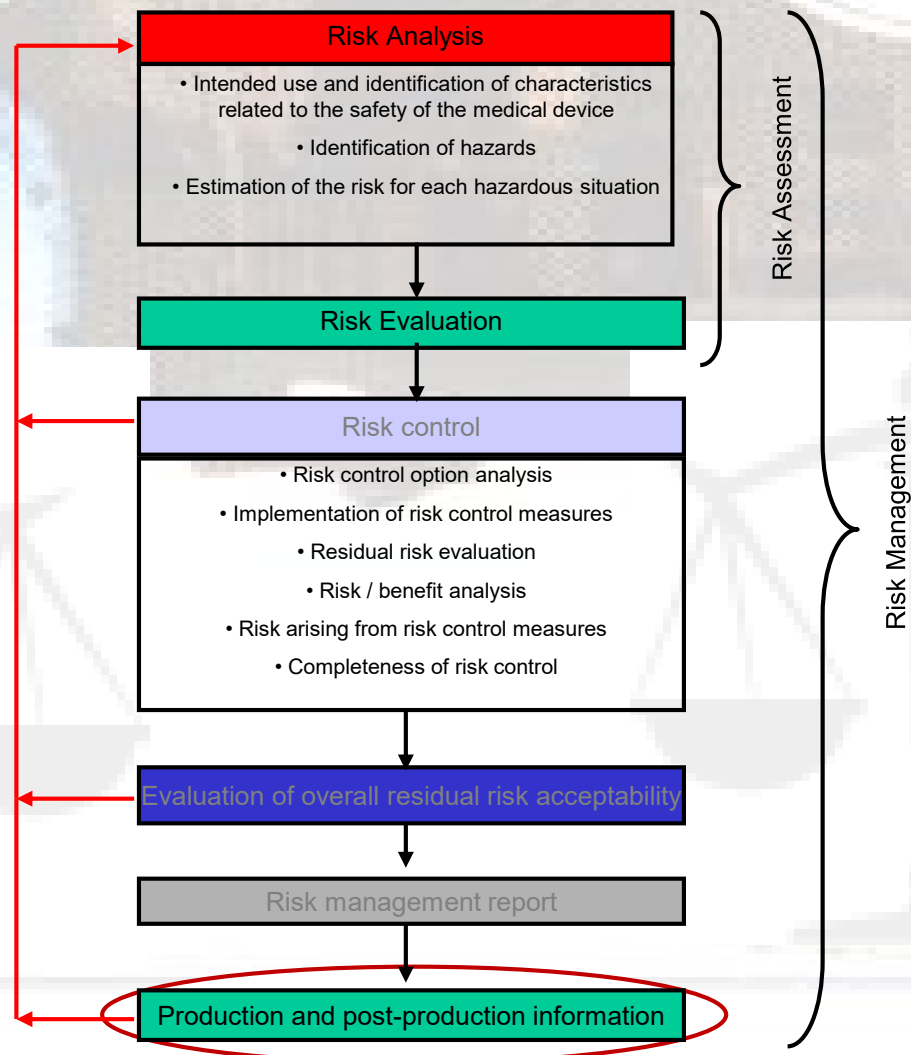 Risk Analysis
• Intended use and identification of characteristics
related to the safety of the medical device
• Identification of hazards
• Estimation of the risk for each hazardous situation
Risk Assessment
Risk Evaluation
Risk control
• Risk control option analysis
• Implementation of risk control measures
• Residual risk evaluation
• Risk / benefit analysis
• Risk arising from risk control measures
• Completeness of risk control
Risk Management
Evaluation of overall residual risk acceptability
Risk management report
Production and post-production information